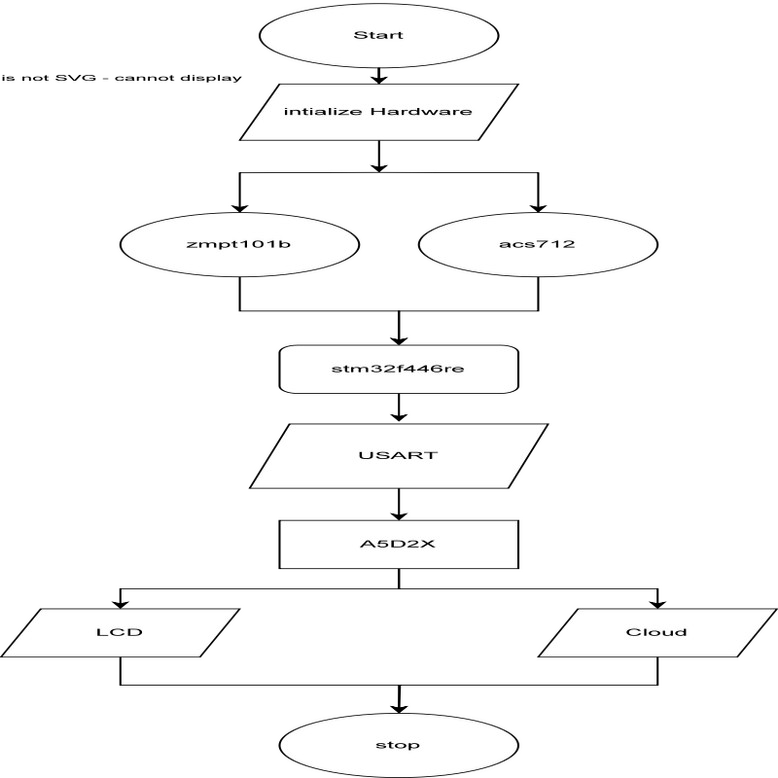 Start
is not SVG - cannot display
intialize Hardware
zmpt101b
acs712
stm32f446re
USART
A5D2X
LCD
Cloud
stop